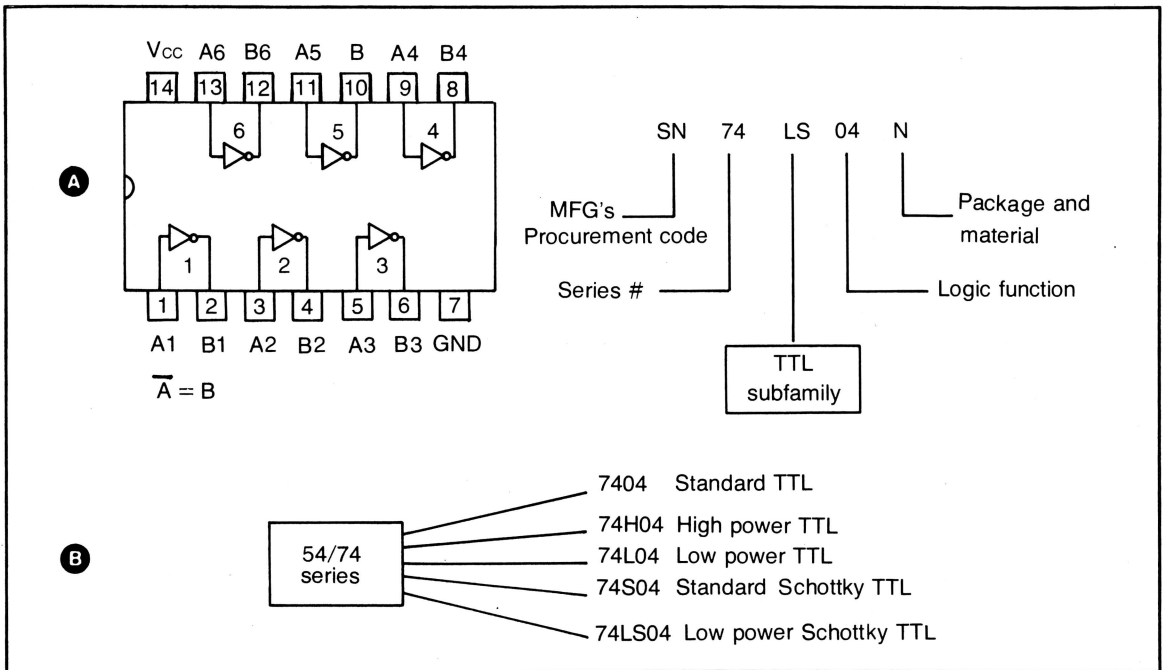 Vcc A6 B6 A5 B A4 B4
14 13 12 11 10 9 8
6 5 4
A
1 2 3
1 2 3 4 5 6 7
A1 B1 A2 B2 A3 B3 GND
A̅ = B
SN 74 LS 04 N
MFG's
Procurement code
Package and
material
Series #
Logic function
TTL
subfamily
B
54/74
series
7404 Standard TTL
74H04 High power TTL
74L04 Low power TTL
74S04 Standard Schottky TTL
74LS04 Low power Schottky TTL